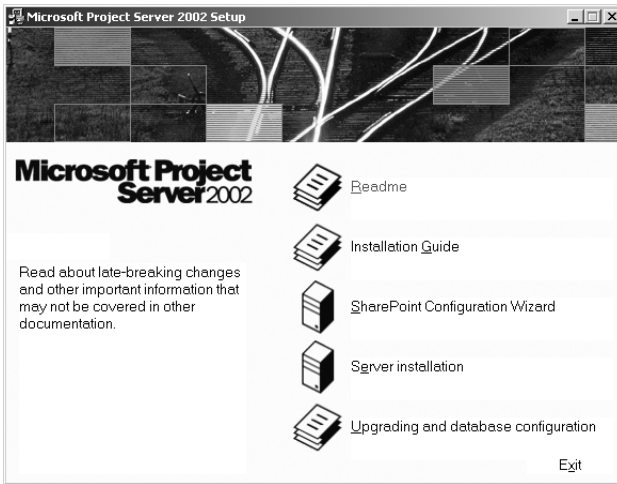 Microsoft Project Server 2002 Setup
Microsoft Project
Server2002
Read about late-breaking changes
and other important information that
may not be covered in other
documentation.
Readme
Installation Guide
SharePoint Configuration Wizard
Server installation
Upgrading and database configuration
Exit